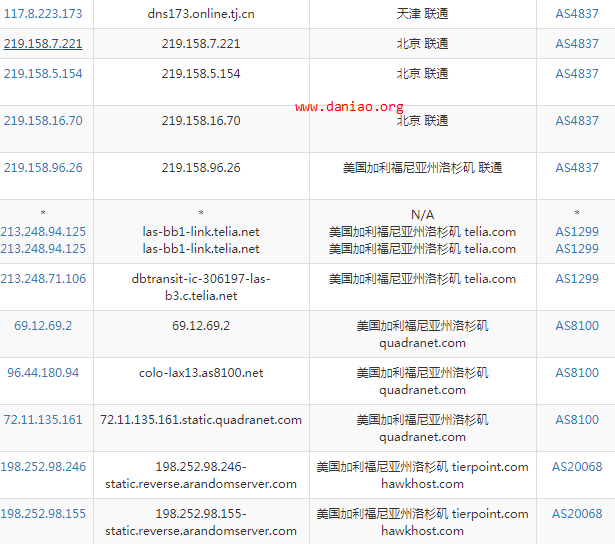 117.8.223.173 dns173.online.tj.cn 天津 联通 AS4837
219.158.7.221 219.158.7.221 北京 联通 AS4837
219.158.5.154 219.158.5.154 北京 联通 AS4837
www.daniao.org
219.158.16.70 219.158.16.70 北京 联通 AS4837
219.158.96.26 219.158.96.26 美国加利福尼亚州洛杉矶 联通 AS4837
* * N/A *
213.248.94.125 las-bb1-link.telia.net 美国加利福尼亚州洛杉矶 telia.com AS1299
213.248.94.125 las-bb1-link.telia.net 美国加利福尼亚州洛杉矶 telia.com AS1299
213.248.71.106 dbtransit-ic-306197-las- 美国加利福尼亚州洛杉矶 telia.com AS1299
b3.c.telia.net
69.12.69.2 69.12.69.2 美国加利福尼亚州洛杉矶 AS8100
quadranet.com
96.44.180.94 colo-lax13.as8100.net 美国加利福尼亚州洛杉矶 AS8100
quadranet.com
72.11.135.161 72.11.135.161.static.quadranet.com 美国加利福尼亚州洛杉矶 AS8100
quadranet.com
198.252.98.246 198.252.98.246- 美国加利福尼亚州洛杉矶 tierpoint.com AS20068
static.reverse.arandomserver.com hawkhost.com
198.252.98.155 198.252.98.155- 美国加利福尼亚州洛杉矶 tierpoint.com AS20068
static.reverse.arandomserver.com hawkhost.com